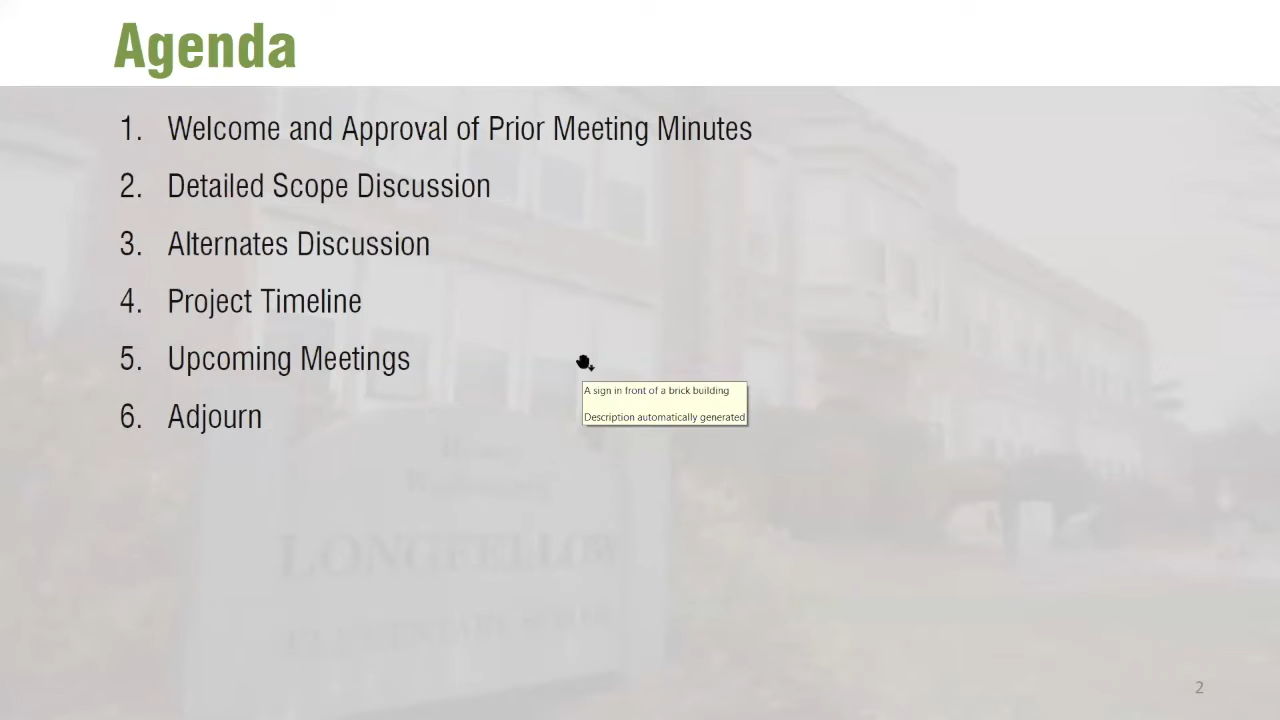 Agenda
1. Welcome and Approval of Prior Meeting Minutes
2. Detailed Scope Discussion
3. Alternates Discussion
4. Project Timeline
5. Upcoming Meetings
6. Adjourn
A sign in front of a brick building
Description automatically generated
LONGFELLOW
2